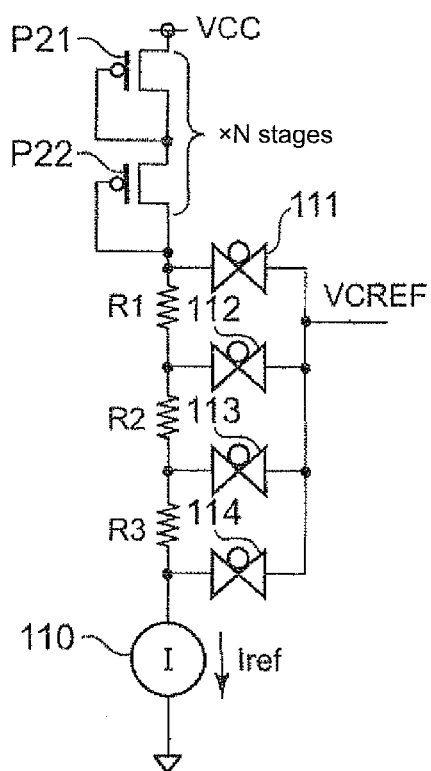 P21
VCC
×N stages
P22
111
VCREF
R1
112
R2
113
R3
114
110
I
Iref